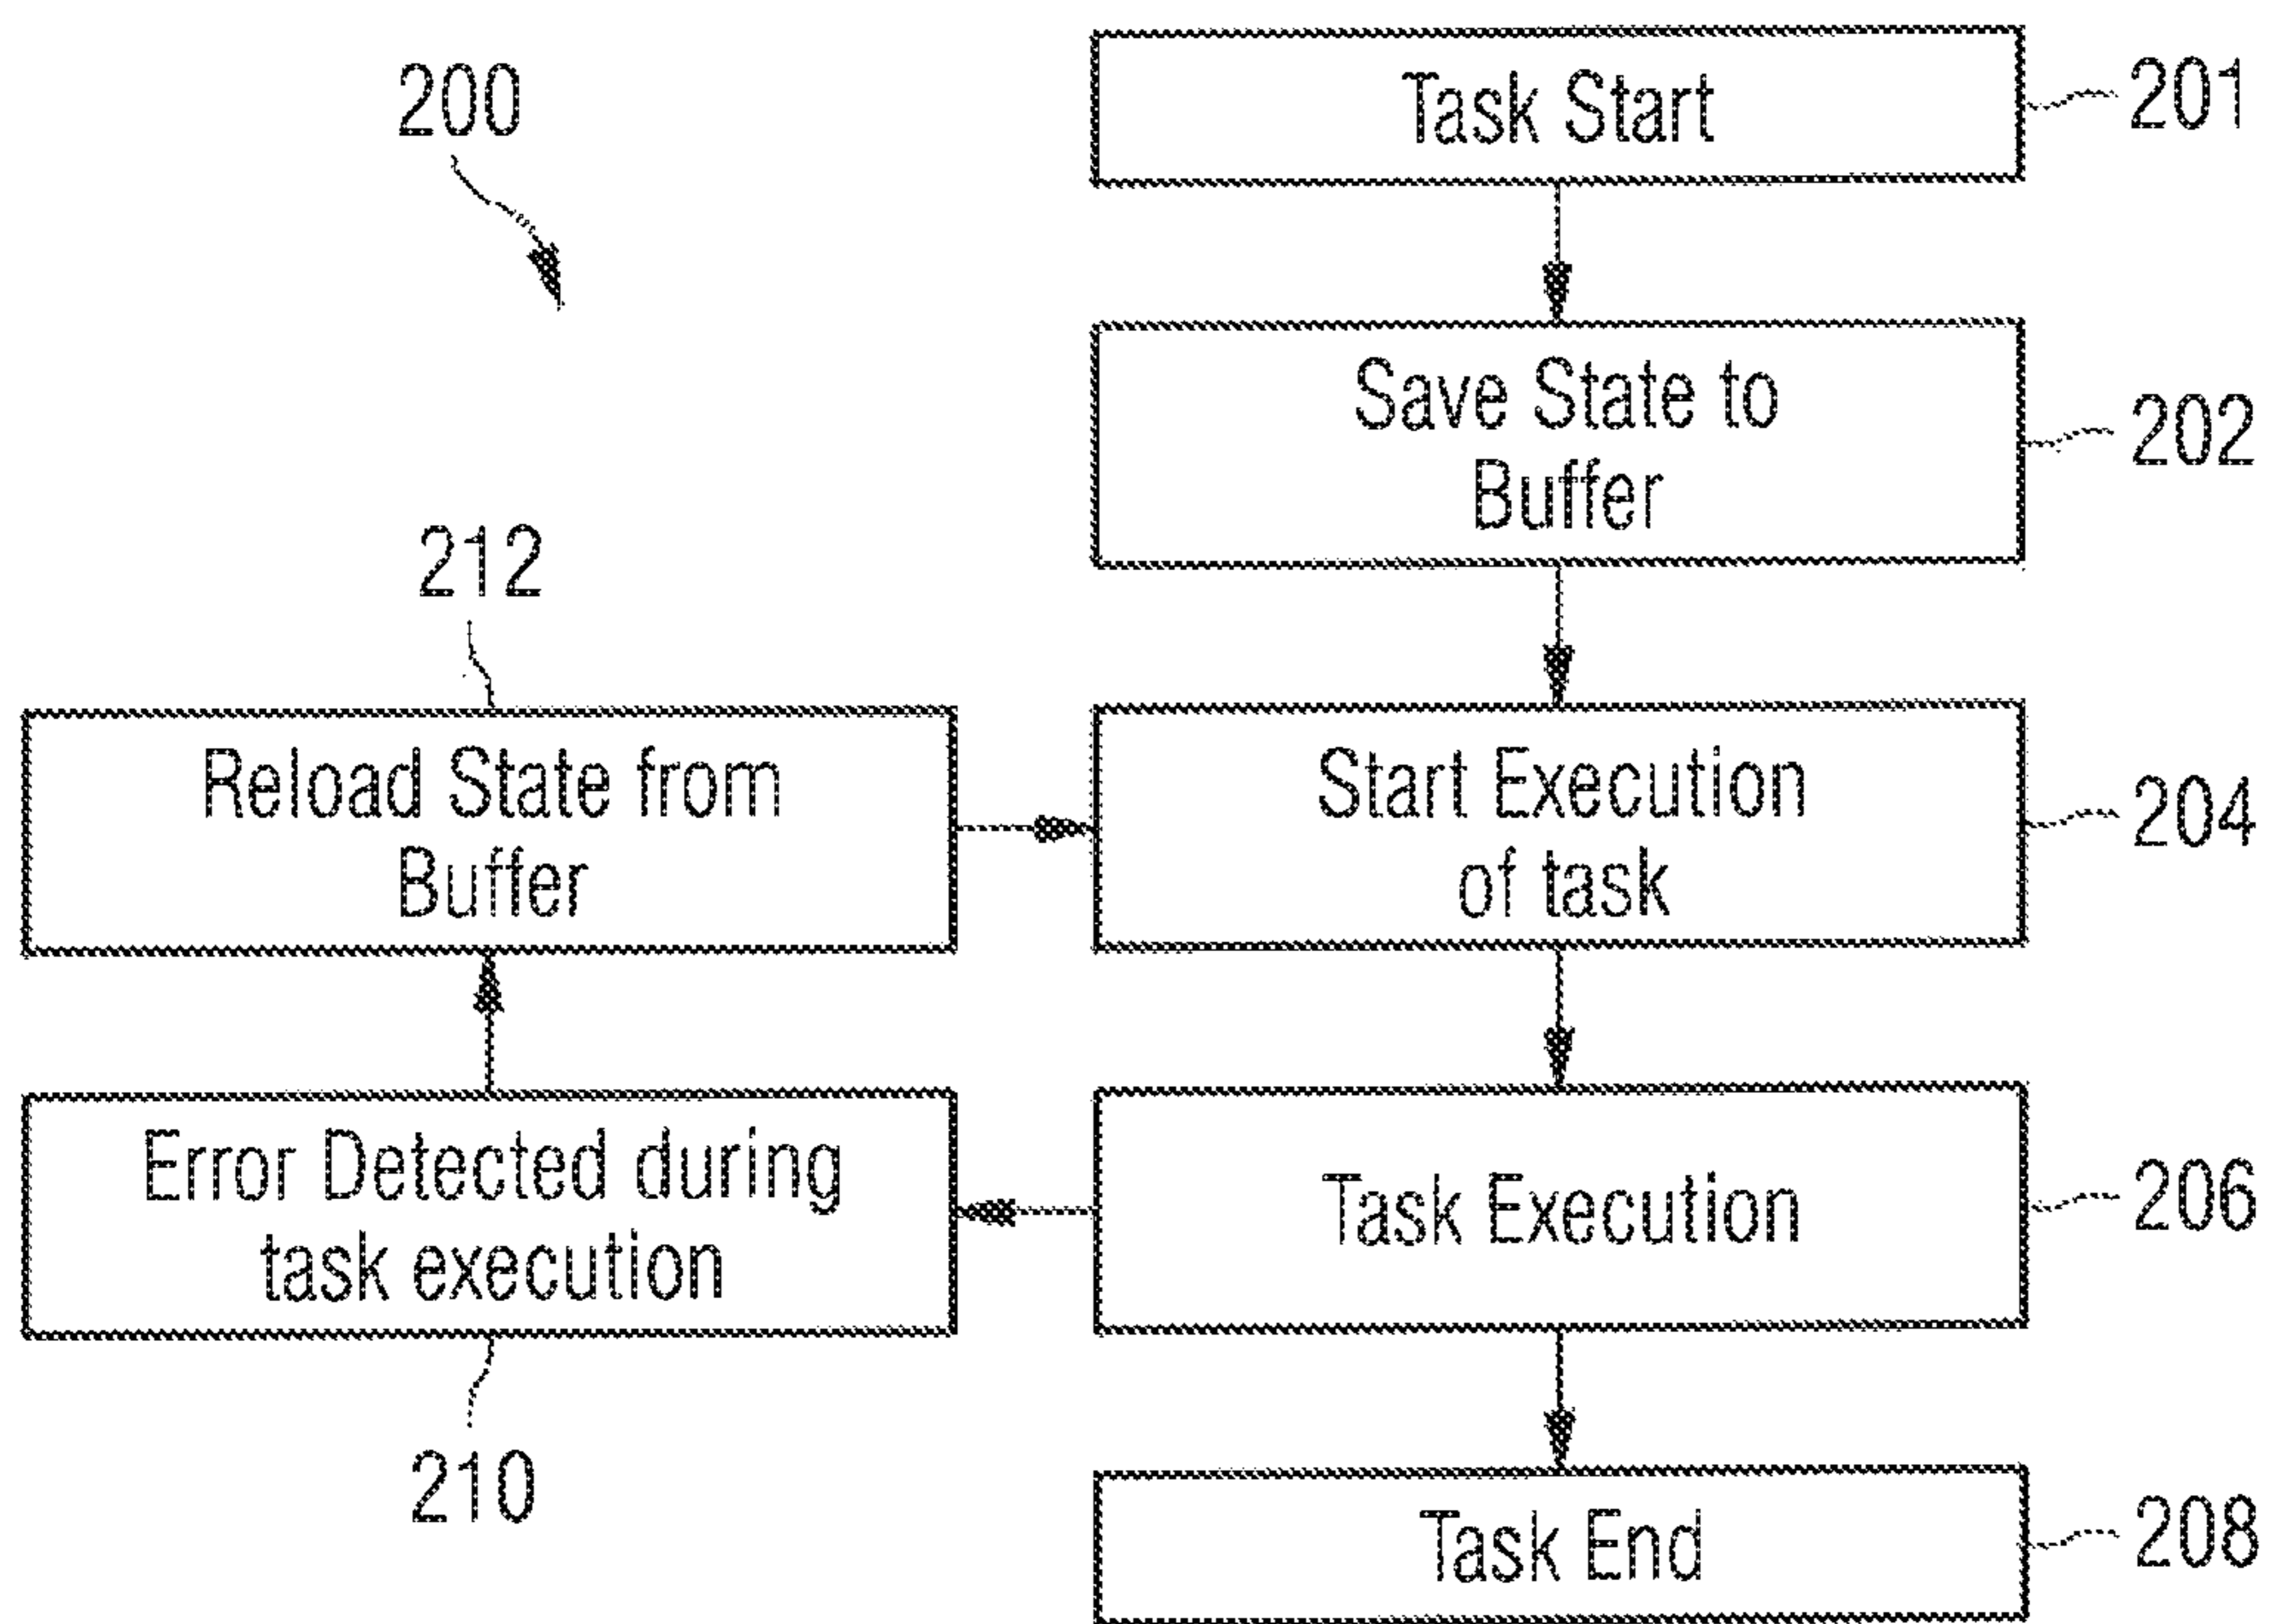 200
Task Start
201
Save State to
Buffer
202
212
Reload State from
Buffer
Start Execution
of task
204
Error Detected during
task execution
210
Task Execution
206
Task End
208